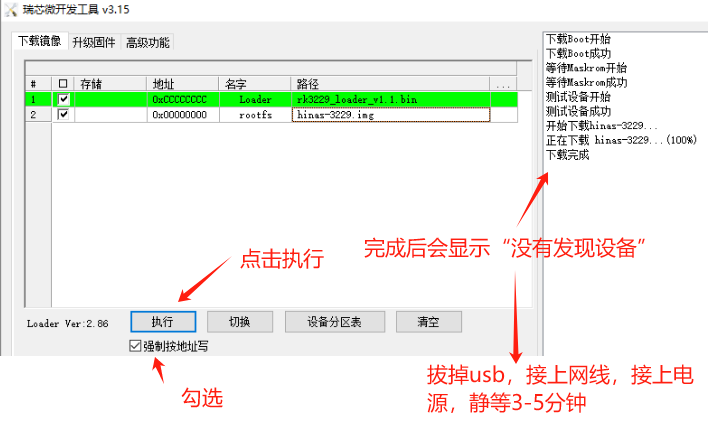 瑞芯微开发工具 v3.15
下载镜像 升级固件 高级功能
# 存储 地址 名字 路径 ...
1 0xCCCCCCCC Loader rk3229_loader_v1.1.bin
2 0x00000000 rootfs hinas-3229.img
下载Boot开始
下载Boot成功
等待Maskrom开始
等待Maskrom成功
测试设备开始
测试设备成功
开始下载hinas-3229...
正在下载 hinas-3229...(100%)
下载完成
点击执行
完成后会显示“没有发现设备”
Loader Ver:2.86 执行 切换 设备分区表 清空
强制按地址写
勾选
拔掉usb，接上网线，接上电
源，静等3-5分钟